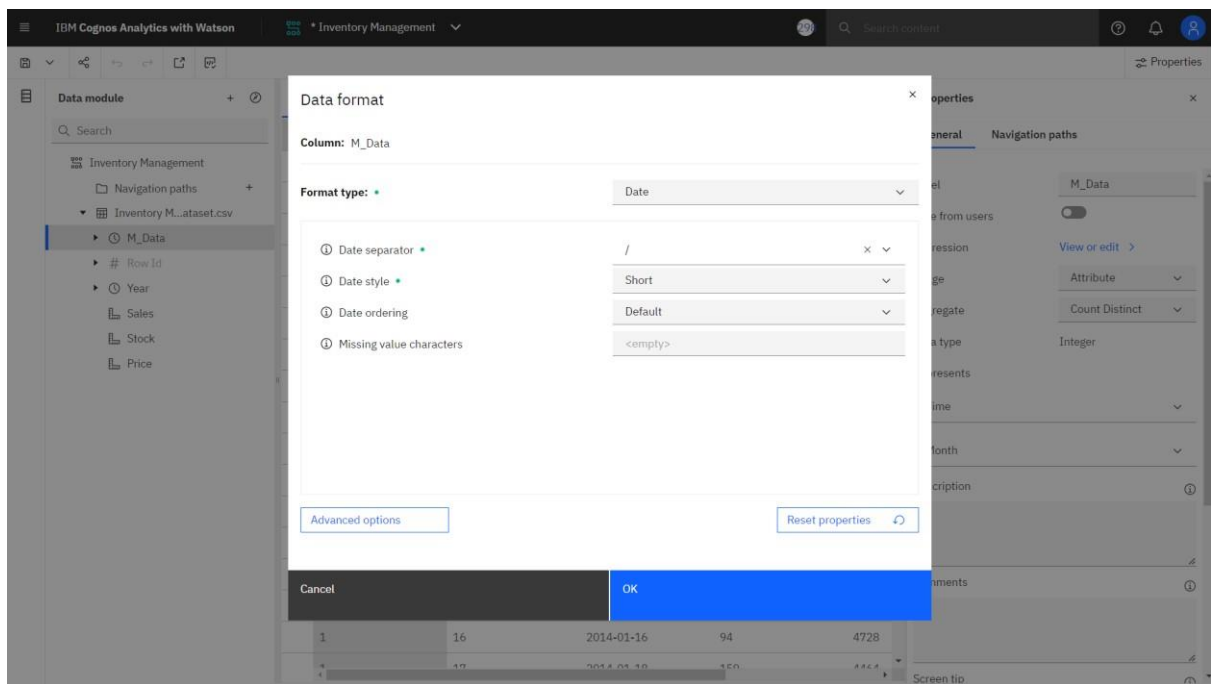 IBM Cognos Analytics with Watson
* Inventory Management
29
Search content
Properties
Data module
Search
Inventory Management
Navigation paths
Inventory M...ataset.csv
M_Data
# Row Id
Year
Sales
Stock
Price
Data format
Column: M_Data
Format type:
Date
Date separator
/
Date style
Short
Date ordering
Default
Missing value characters
<empty>
Advanced options
Reset properties
Cancel
OK
operties
eneral Navigation paths
el M_Data
e from users
ression View or edit >
ge Attribute
regate Count Distinct
a type Integer
resents
ime
Month
cription
ments
Screen tip
1 16 2014-01-16 94 4728